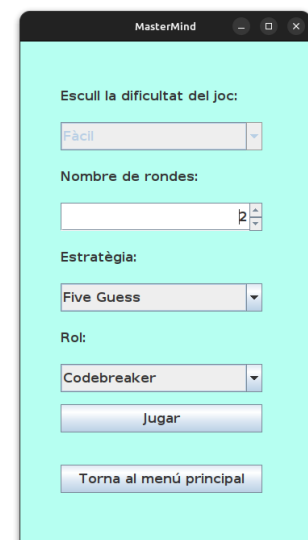 MasterMind
Escull la dificultat del joc:
Fàcil
Nombre de rondes:
2
Estratègia:
Five Guess
Rol:
Codebreaker
Jugar
Torna al menú principal